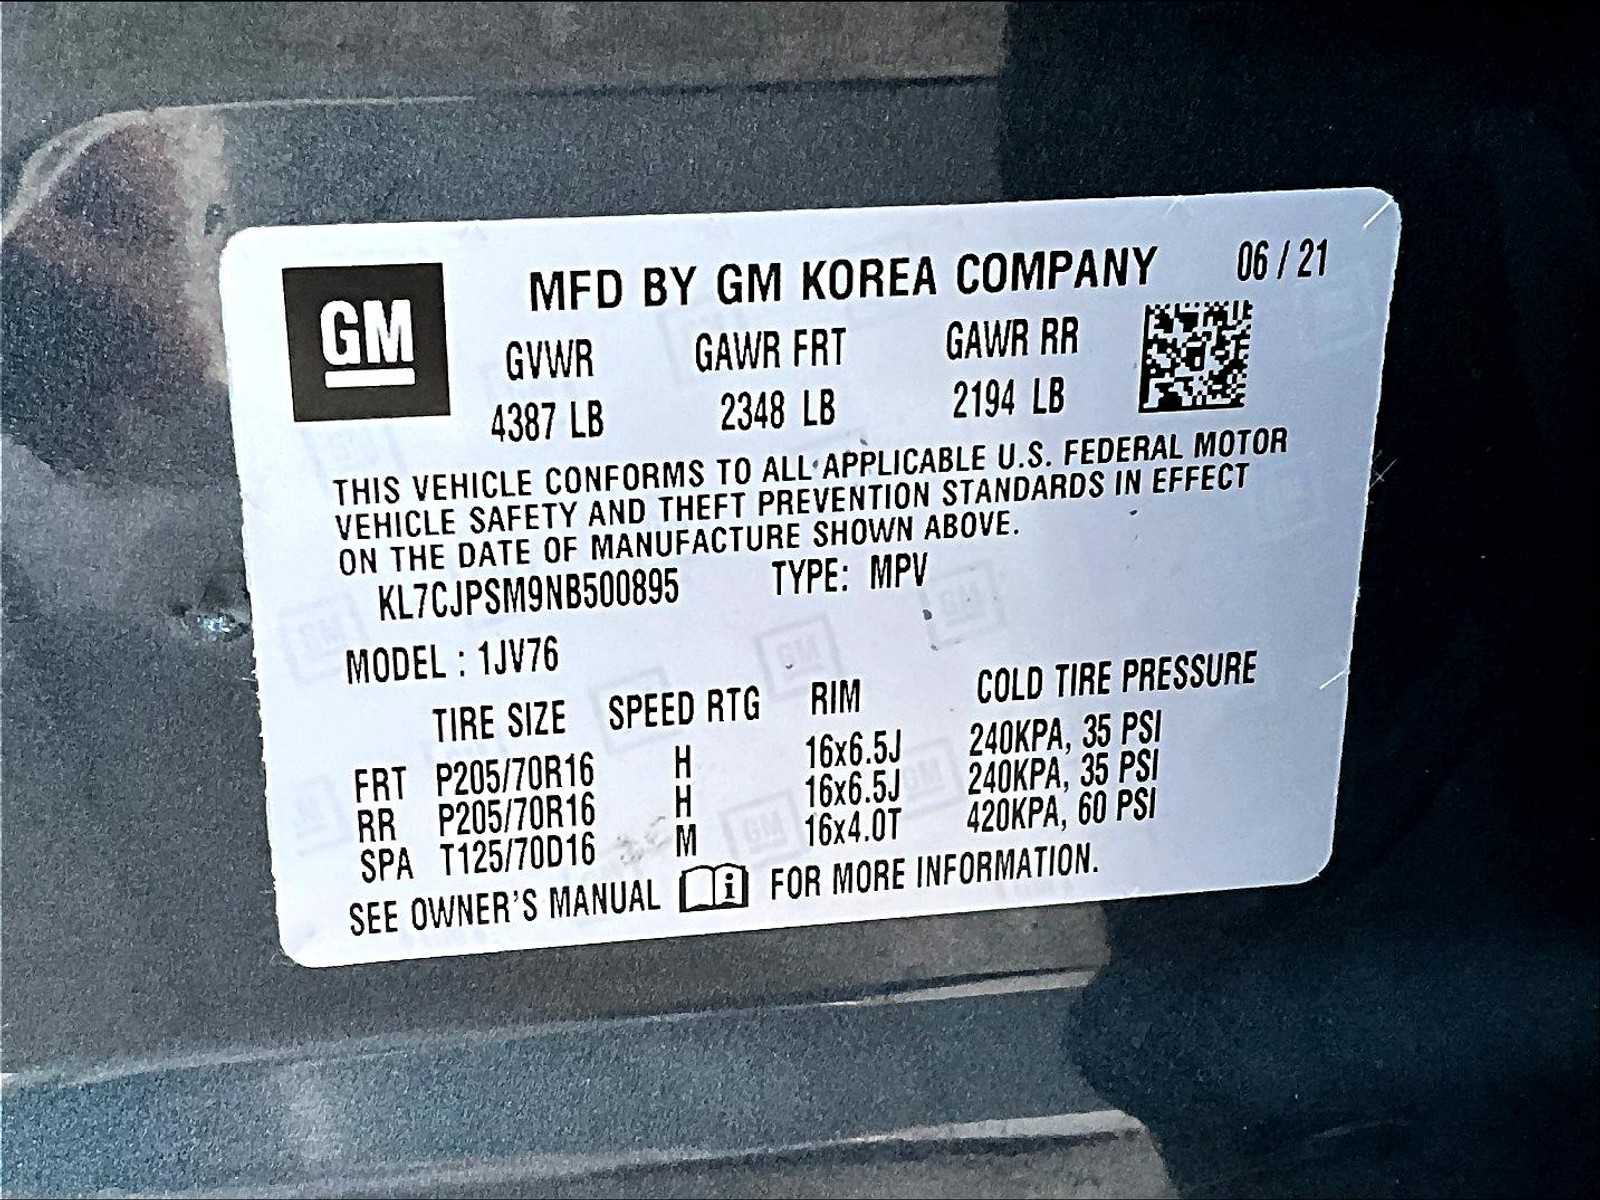 GM
MFD BY GM KOREA COMPANY 06 / 21
GVWR GAWR FRT GAWR RR
4387 LB 2348 LB 2194 LB
THIS VEHICLE CONFORMS TO ALL APPLICABLE U.S. FEDERAL MOTOR
VEHICLE SAFETY AND THEFT PREVENTION STANDARDS IN EFFECT
ON THE DATE OF MANUFACTURE SHOWN ABOVE.
KL7CJPSM9NB500895 TYPE: MPV
MODEL : 1JV76
TIRE SIZE SPEED RTG RIM COLD TIRE PRESSURE
FRT P205/70R16 H 16x6.5J 240KPA, 35 PSI
RR P205/70R16 H 16x6.5J 240KPA, 35 PSI
SPA T125/70D16 M 16x4.0T 420KPA, 60 PSI
SEE OWNER'S MANUAL FOR MORE INFORMATION.